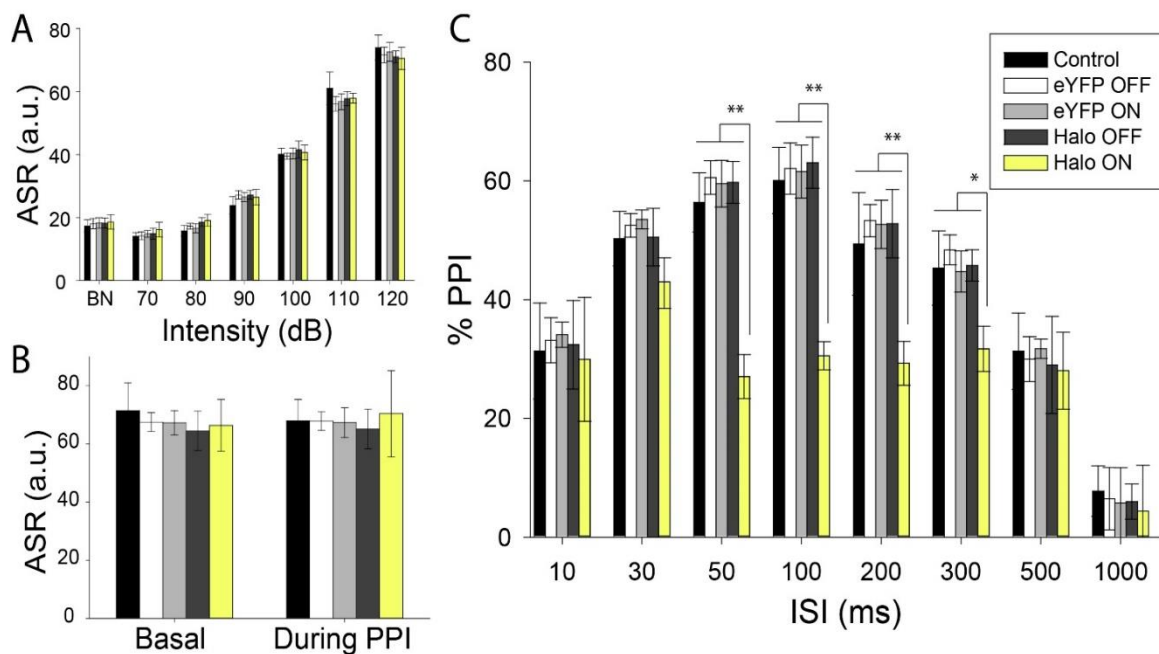 A
ASR (a.u.)
80
60
40
20
0
BN 70 80 90 100 110 120
Intensity (dB)
B
ASR (a.u.)
80
60
40
20
0
Basal During PPI
C
% PPI
80
60
40
20
0
** ** ** *
10 30 50 100 200 300 500 1000
ISI (ms)
Control
eYFP OFF
eYFP ON
Halo OFF
Halo ON